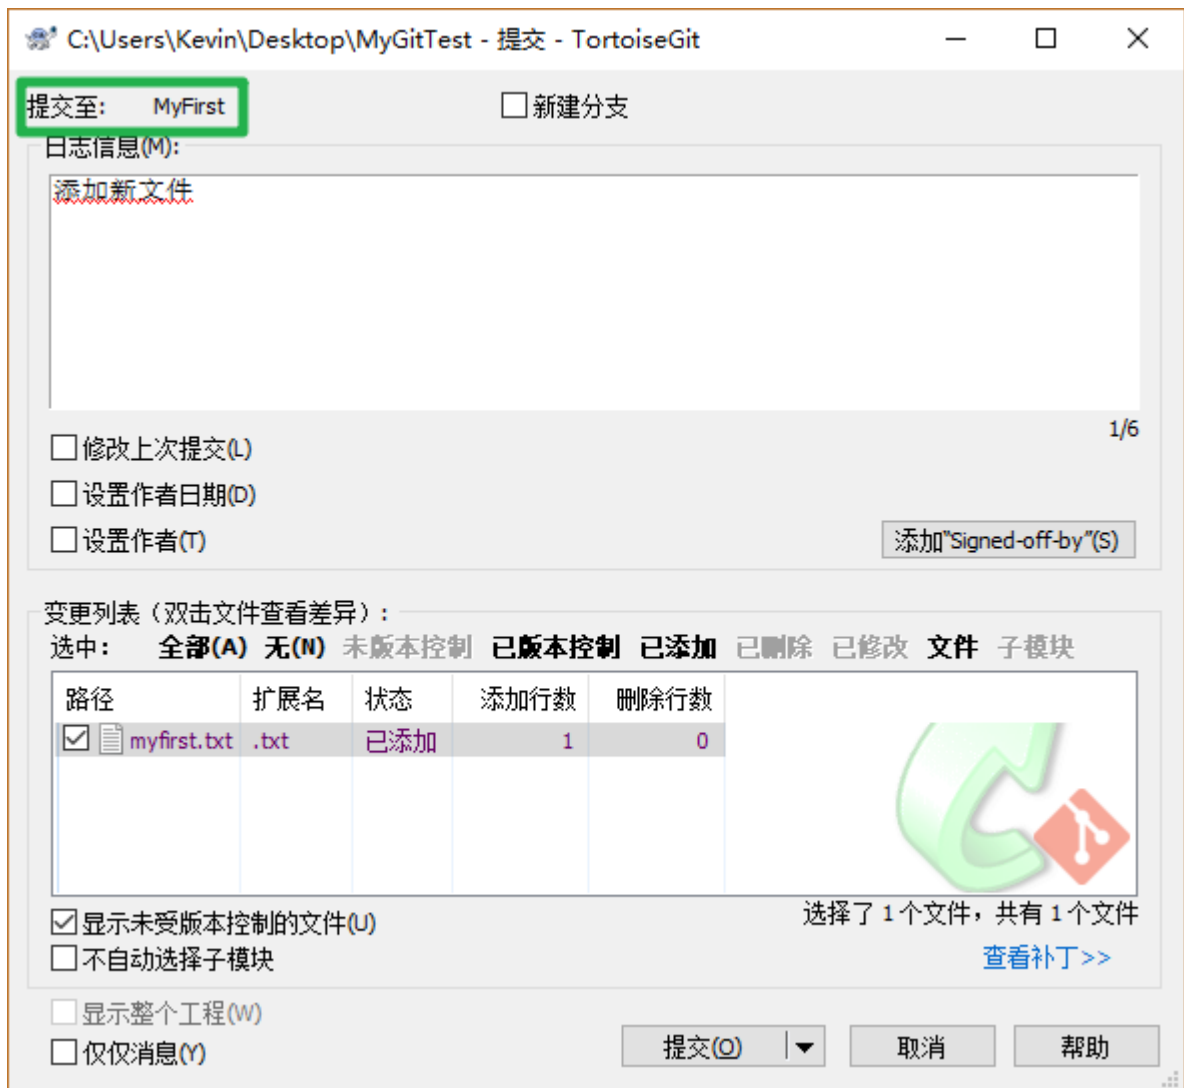 C:\Users\Kevin\Desktop\MyGitTest - 提交 - TortoiseGit
提交至: MyFirst 新建分支
日志信息(M):
添加新文件
1/6
修改上次提交(L)
设置作者日期(D)
设置作者(T) 添加"Signed-off-by"(S)
变更列表（双击文件查看差异）:
选中: 全部(A) 无(N) 未版本控制 已版本控制 已添加 已删除 已修改 文件 子模块
路径 扩展名 状态 添加行数 删除行数
myfirst.txt .txt 已添加 1 0
显示未受版本控制的文件(U) 选择了 1 个文件，共有 1 个文件
不自动选择子模块 查看补丁>>
显示整个工程(W)
仅仅消息(Y) 提交(O) 取消 帮助